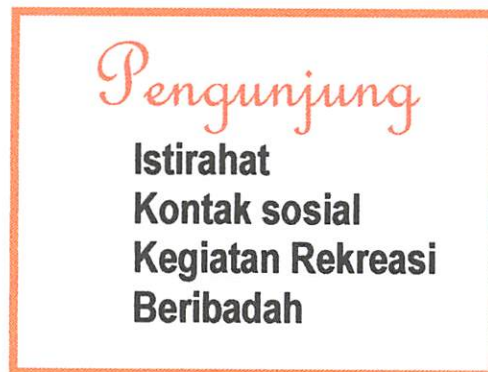 Pengunjung
Istirahat
Kontak sosial
Kegiatan Rekreasi
Beribadah